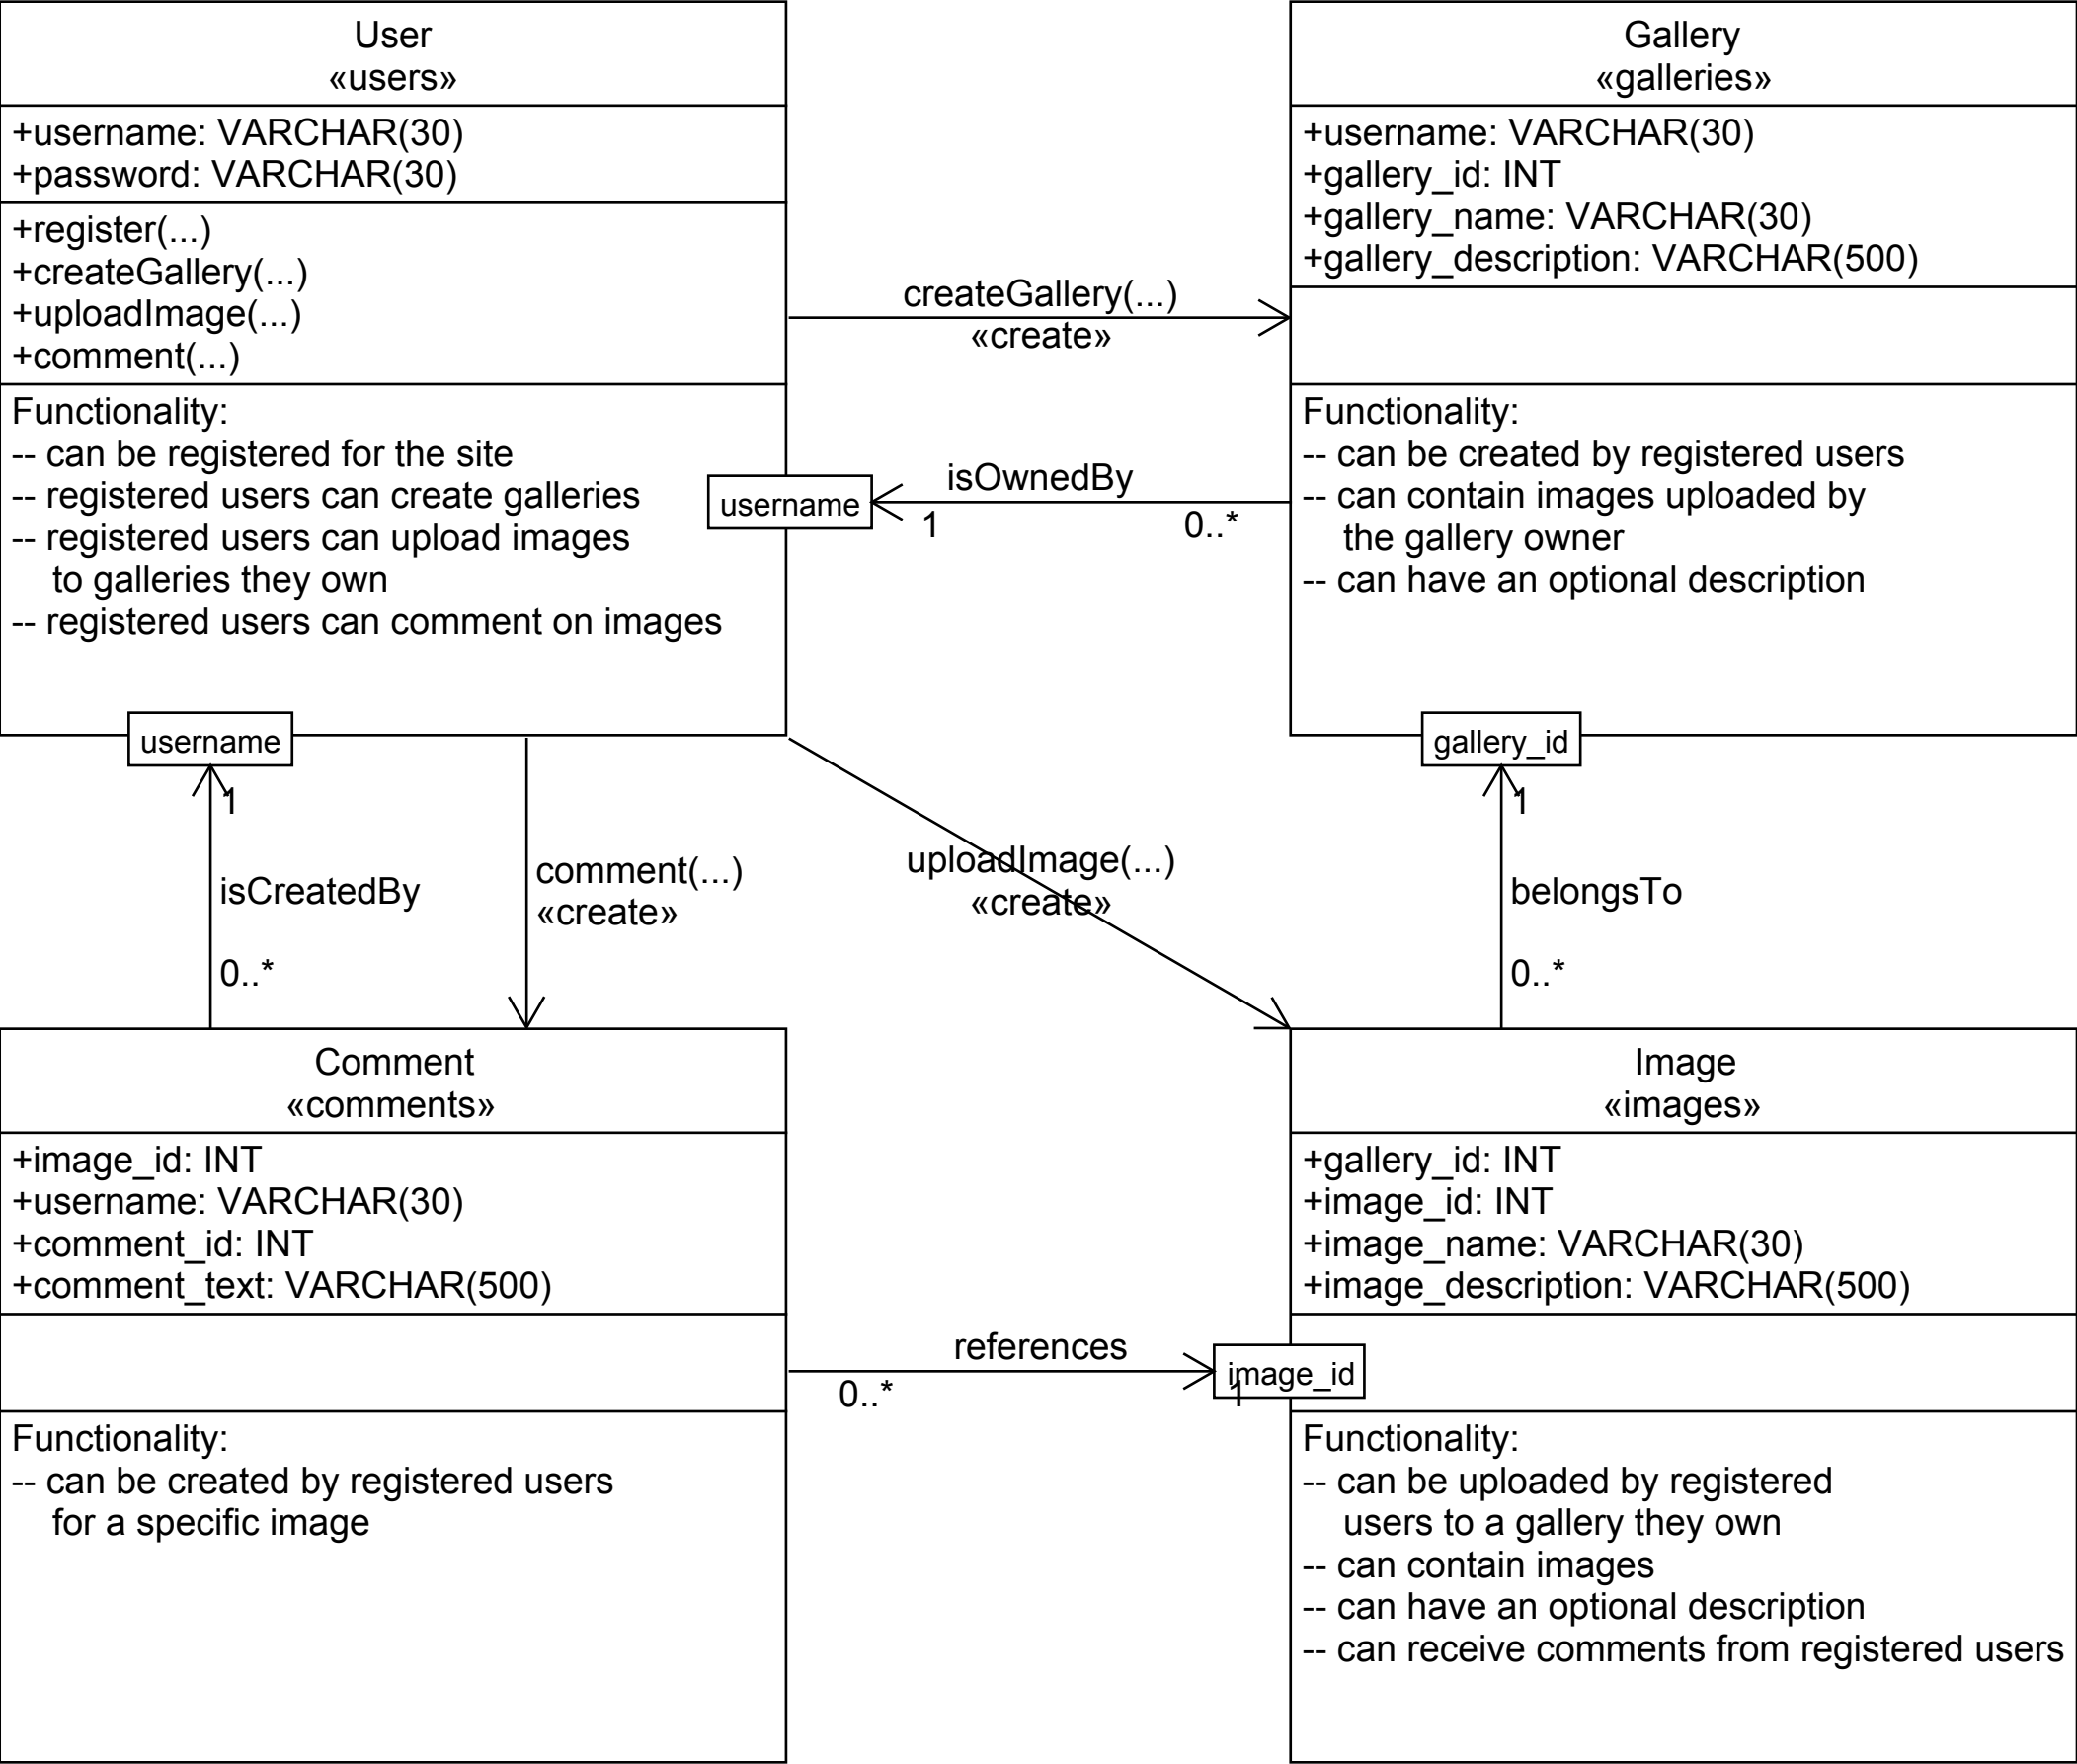 User
«users»
+username: VARCHAR(30)
+password: VARCHAR(30)
+register(...)
+createGallery(...)
+uploadImage(...)
+comment(...)
Functionality:
-- can be registered for the site
-- registered users can create galleries
-- registered users can upload images
to galleries they own
-- registered users can comment on images
username
username
createGallery(...)
«create»
isOwnedBy
1
0..*
Gallery
«galleries»
+username: VARCHAR(30)
+gallery_id: INT
+gallery_name: VARCHAR(30)
+gallery_description: VARCHAR(500)
Functionality:
-- can be created by registered users
-- can contain images uploaded by
the gallery owner
-- can have an optional description
gallery_id
1
isCreatedBy
0..*
comment(...)
«create»
uploadImage(...)
«create»
1
belongsTo
0..*
Comment
«comments»
+image_id: INT
+username: VARCHAR(30)
+comment_id: INT
+comment_text: VARCHAR(500)
Functionality:
-- can be created by registered users
for a specific image
references
0..*
1
image_id
Image
«images»
+gallery_id: INT
+image_id: INT
+image_name: VARCHAR(30)
+image_description: VARCHAR(500)
Functionality:
-- can be uploaded by registered
users to a gallery they own
-- can contain images
-- can have an optional description
-- can receive comments from registered users